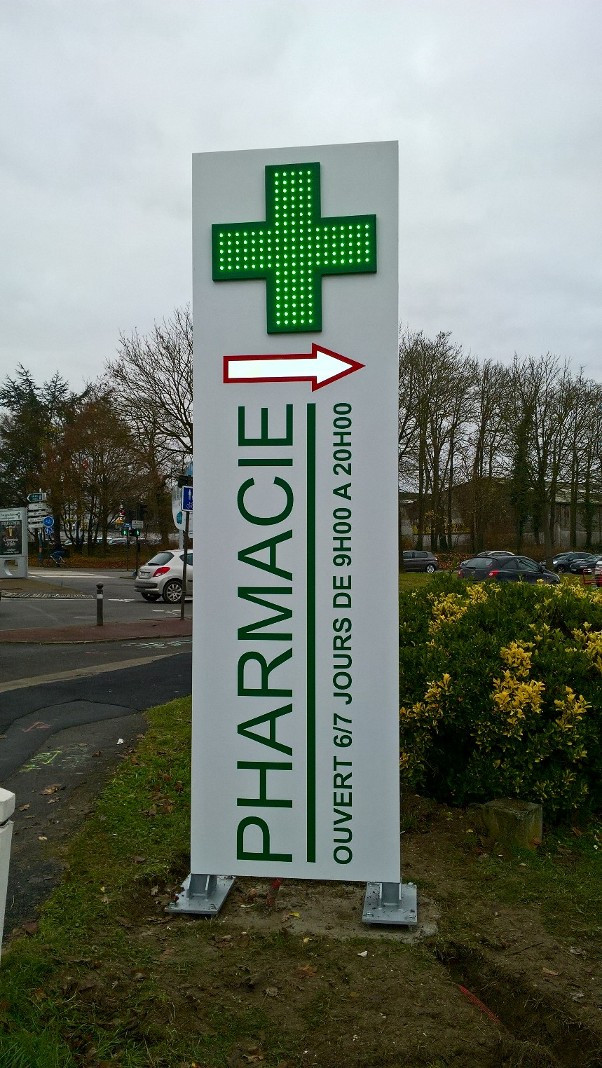 PHARMACIE
OUVERT 6/7 JOURS DE 9H00 A 20H00